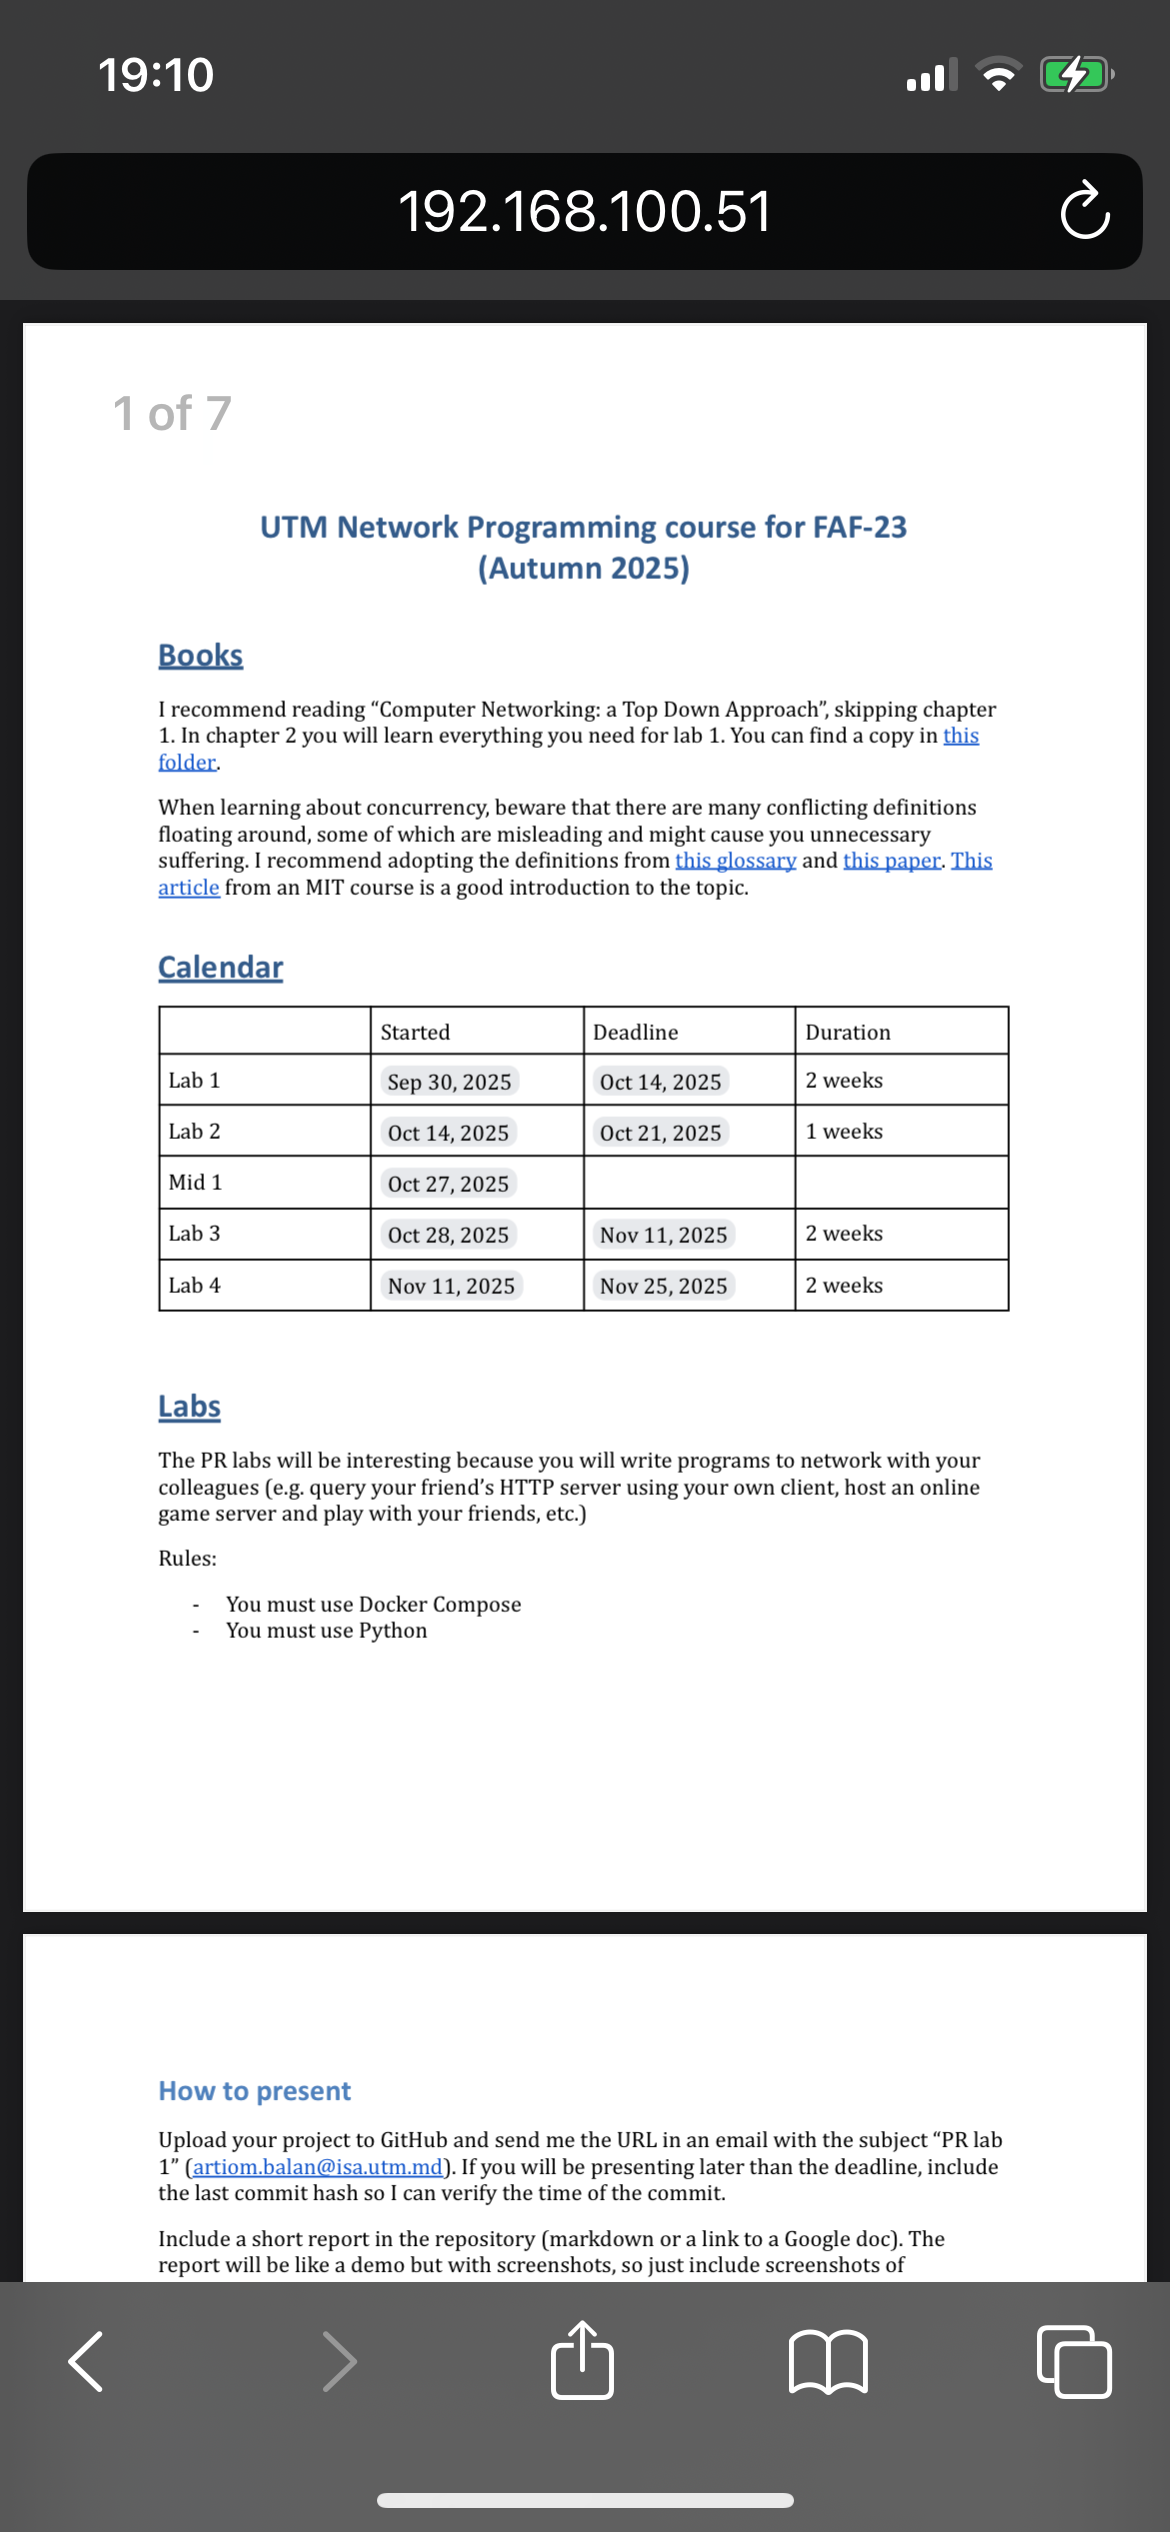 19:10
192.168.100.51
1 of 7
UTM Network Programming course for FAF-23
(Autumn 2025)
Books
I recommend reading “Computer Networking: a Top Down Approach”, skipping chapter
1. In chapter 2 you will learn everything you need for lab 1. You can find a copy in this
folder.
When learning about concurrency, beware that there are many conflicting definitions
floating around, some of which are misleading and might cause you unnecessary
suffering. I recommend adopting the definitions from this glossary and this paper. This
article from an MIT course is a good introduction to the topic.
Calendar
Started Deadline Duration
Lab 1 Sep 30, 2025 Oct 14, 2025 2 weeks
Lab 2 Oct 14, 2025 Oct 21, 2025 1 weeks
Mid 1 Oct 27, 2025
Lab 3 Oct 28, 2025 Nov 11, 2025 2 weeks
Lab 4 Nov 11, 2025 Nov 25, 2025 2 weeks
Labs
The PR labs will be interesting because you will write programs to network with your
colleagues (e.g. query your friend’s HTTP server using your own client, host an online
game server and play with your friends, etc.)
Rules:
- You must use Docker Compose
- You must use Python
How to present
Upload your project to GitHub and send me the URL in an email with the subject “PR lab
1” (artiom.balan@isa.utm.md). If you will be presenting later than the deadline, include
the last commit hash so I can verify the time of the commit.
Include a short report in the repository (markdown or a link to a Google doc). The
report will be like a demo but with screenshots, so just include screenshots of